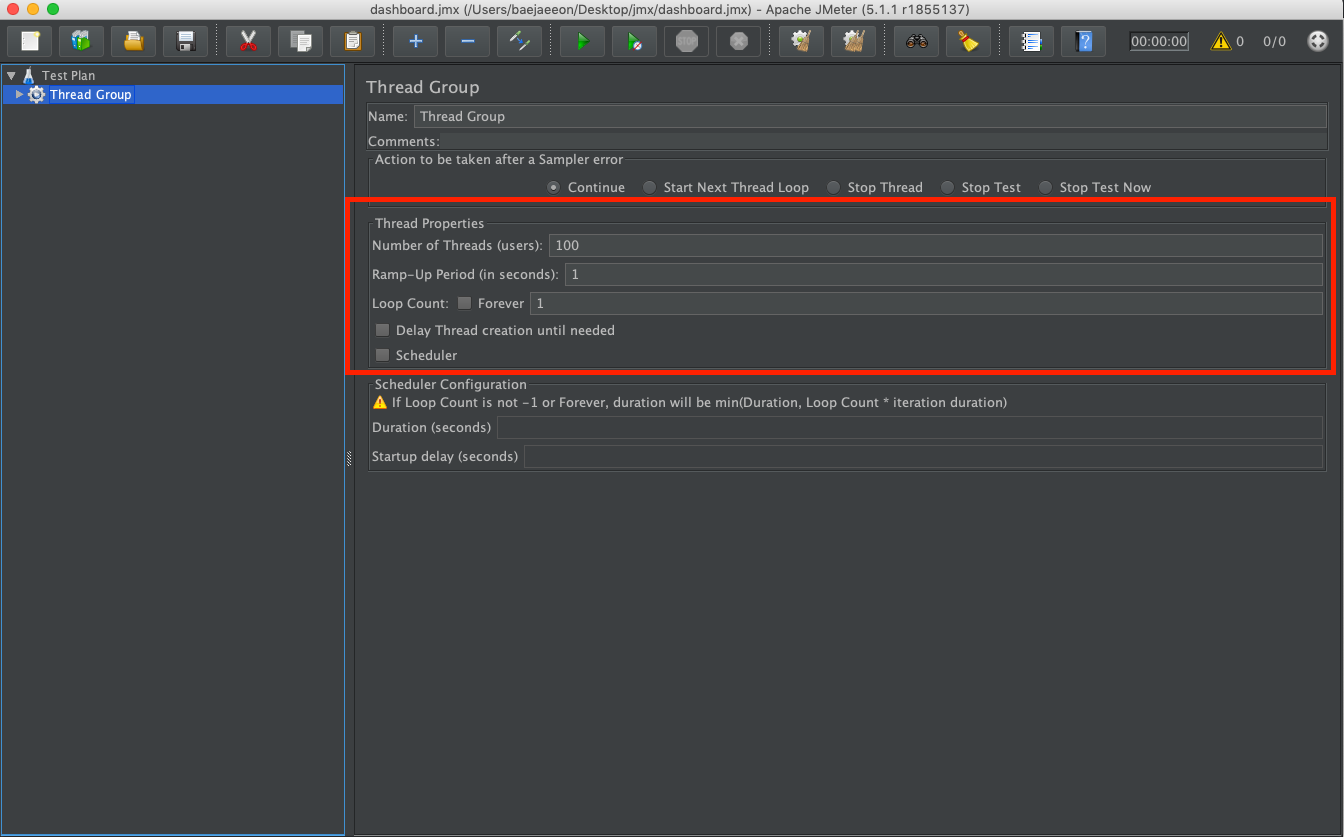 dashboard.jmx (/Users/baejaeeon/Desktop/jmx/dashboard.jmx) - Apache JMeter (5.1.1 r1855137)
STOP 00:00:00 0 0/0
Test Plan
Thread Group
Thread Group
Name: Thread Group
Comments:
Action to be taken after a Sampler error
Continue Start Next Thread Loop Stop Thread Stop Test Stop Test Now
Thread Properties
Number of Threads (users): 100
Ramp-Up Period (in seconds): 1
Loop Count: Forever 1
Delay Thread creation until needed
Scheduler
Scheduler Configuration
If Loop Count is not -1 or Forever, duration will be min(Duration, Loop Count * iteration duration)
Duration (seconds)
Startup delay (seconds)